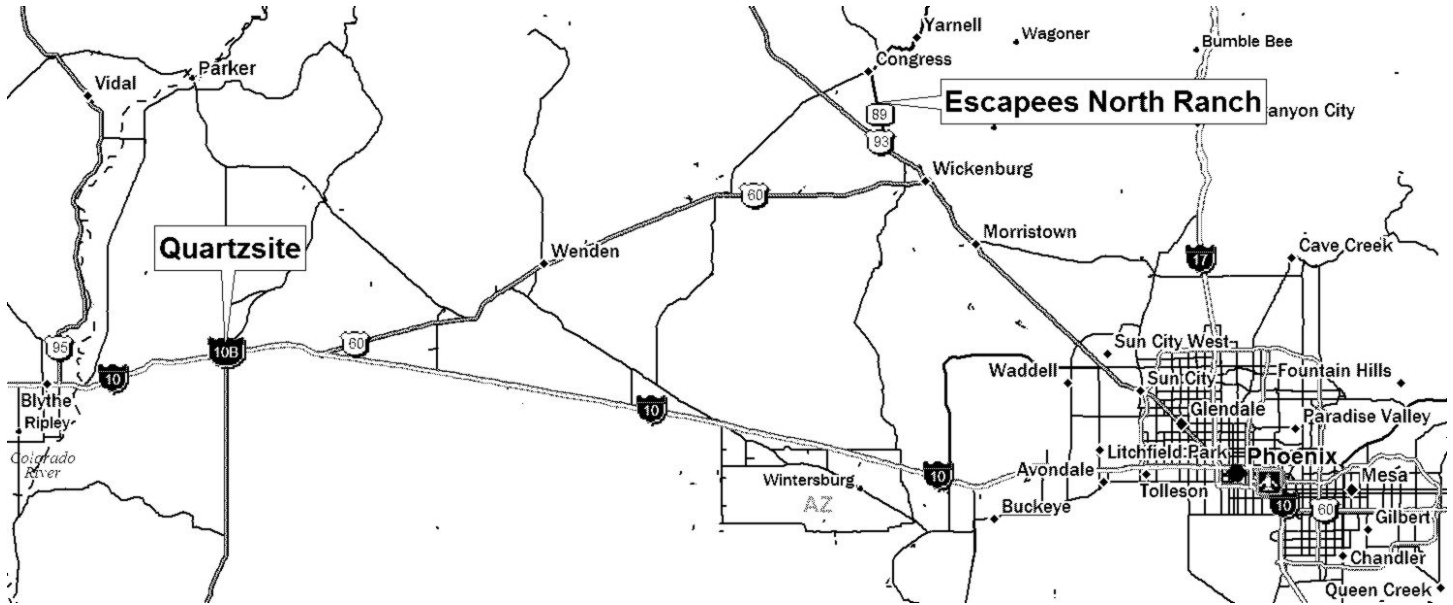 Yarnell
Wagoner
Bumble Bee
Congress
Vidal
Parker
Escapees North Ranch
anyon City
89
93
Wickenburg
60
Morristown
Quartzsite
Wenden
17
Cave Creek
95
10B
60
10
Sun City West
Waddell
Fountain Hills
Blythe
Sun City
10
Glendale
Ripley
Paradise Valley
Colorado
River
Litchfield Park
Phoenix
Avondale
10
Wintersburg
Tolleson
Mesa
AZ
Buckeye
10
60
Gilbert
Chandler
Queen Creek